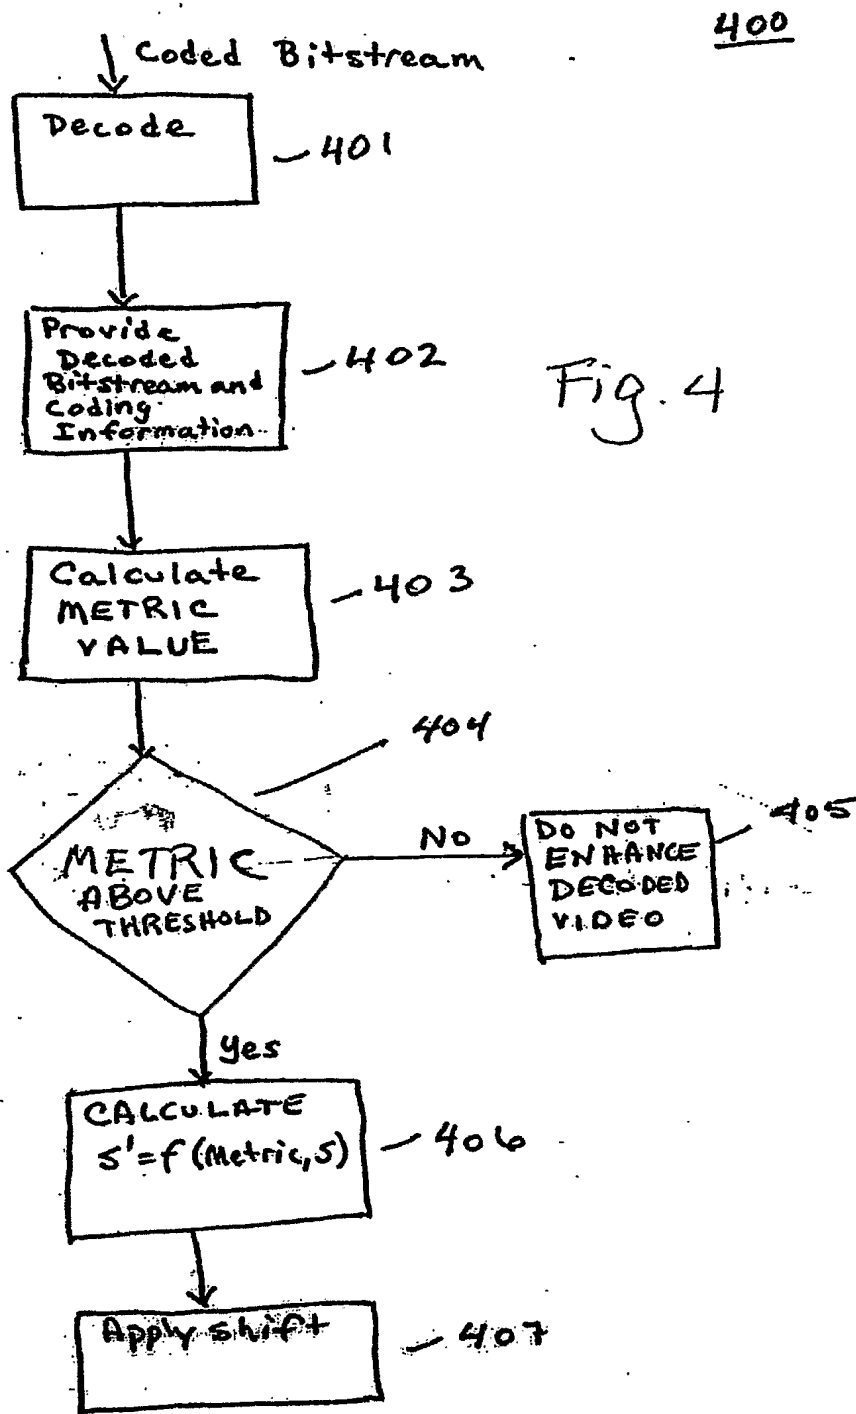 400
Coded Bitstream
Decode
401
Provide
Decoded
Bitstream and
Coding
Information
402
Fig. 4
Calculate
METRIC
VALUE
403
404
METRIC
ABOVE
THRESHOLD
No
DO NOT
ENHANCE
DECODED
VIDEO
405
yes
CALCULATE
S'=f(Metric,S)
406
Apply shift
407